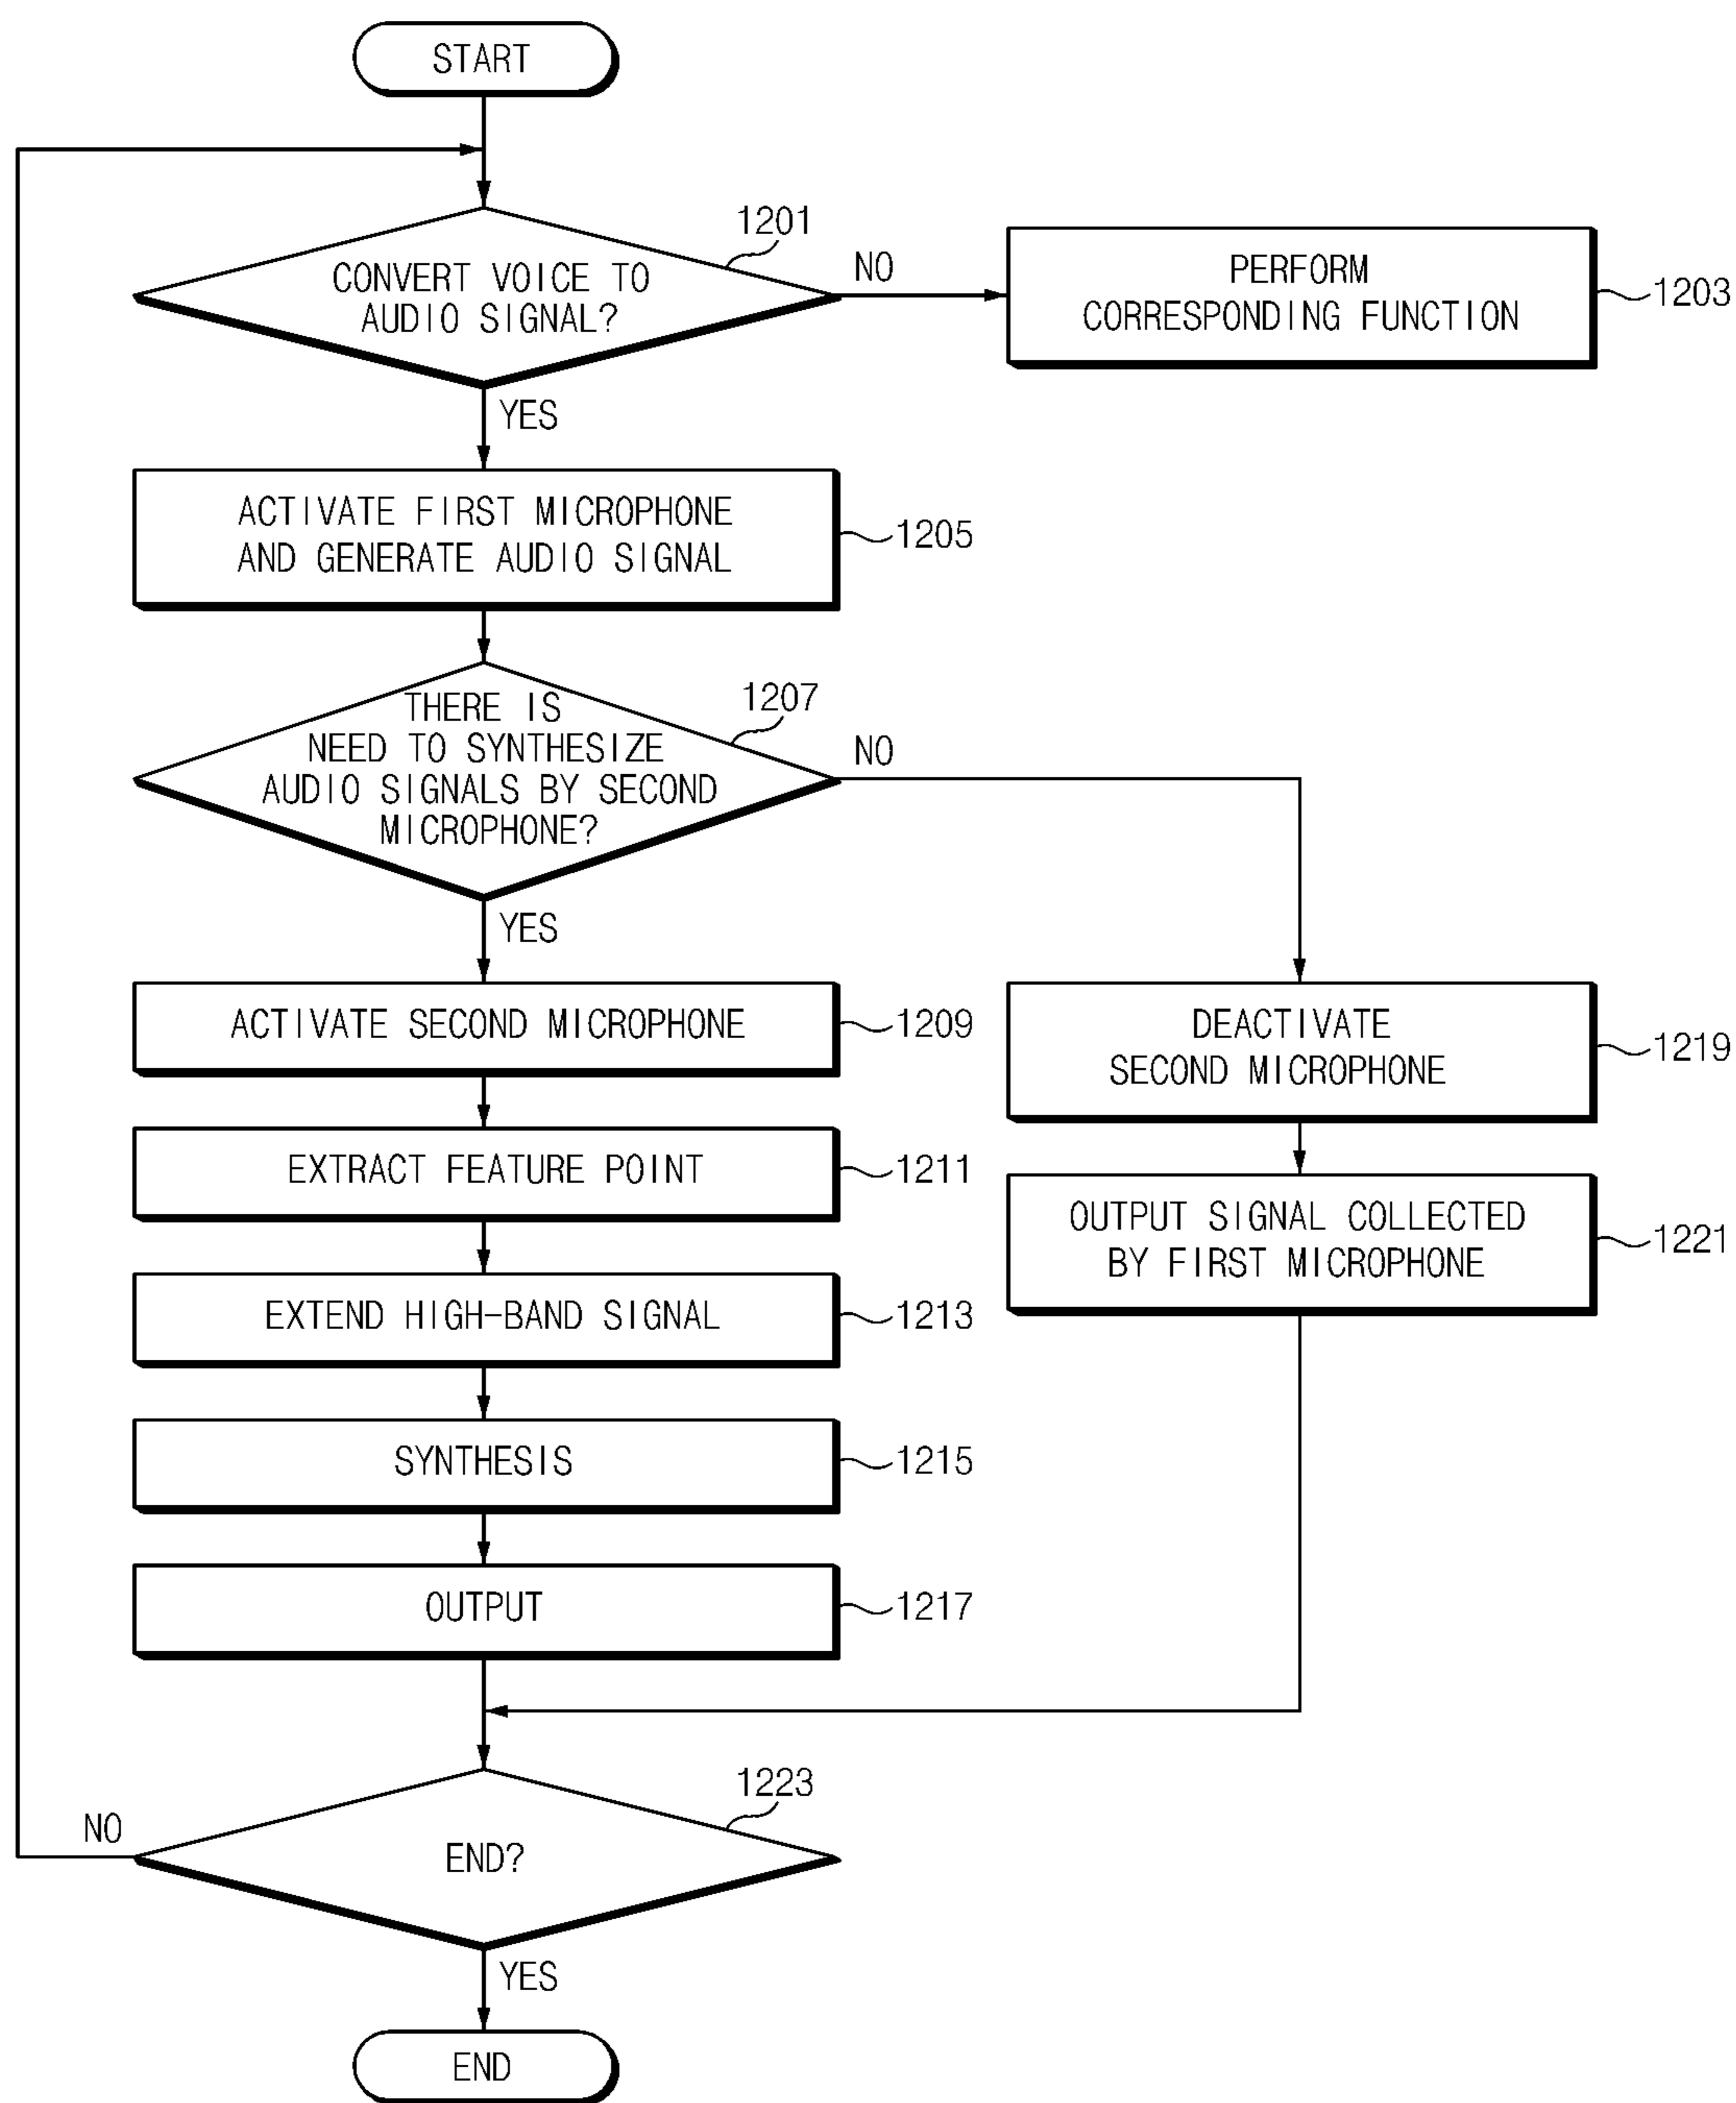 START
1201
CONVERT VOICE TO
AUDIO SIGNAL?
NO
PERFORM
CORRESPONDING FUNCTION
1203
YES
ACTIVATE FIRST MICROPHONE
AND GENERATE AUDIO SIGNAL
1205
THERE IS
NEED TO SYNTHESIZE
AUDIO SIGNALS BY SECOND
MICROPHONE?
1207
NO
YES
ACTIVATE SECOND MICROPHONE
1209
DEACTIVATE
SECOND MICROPHONE
1219
EXTRACT FEATURE POINT
1211
OUTPUT SIGNAL COLLECTED
BY FIRST MICROPHONE
1221
EXTEND HIGH-BAND SIGNAL
1213
SYNTHESIS
1215
OUTPUT
1217
1223
NO
END?
YES
END